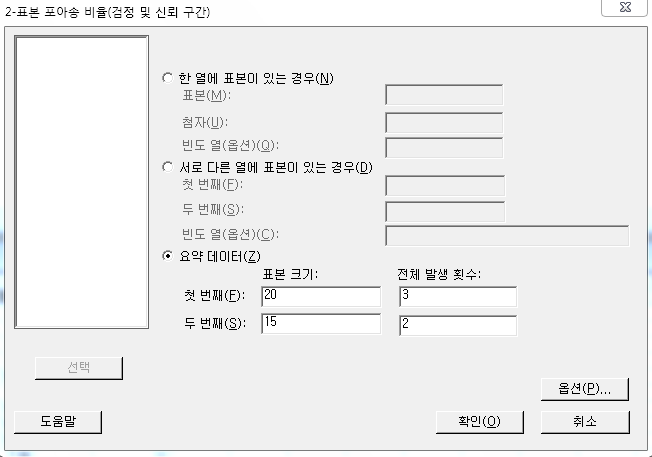 2-표본 포아송 비율(검정 및 신뢰 구간)
한 열에 표본이 있는 경우(N)
표본(M):
첨자(U):
빈도 열(옵션)(O):
서로 다른 열에 표본이 있는 경우(D)
첫 번째(F):
두 번째(S):
빈도 열(옵션)(C):
요약 데이터(Z)
표본 크기: 전체 발생 횟수:
첫 번째(F): 20 3
두 번째(S): 15 2
선택
옵션(P)...
도움말 확인(O) 취소